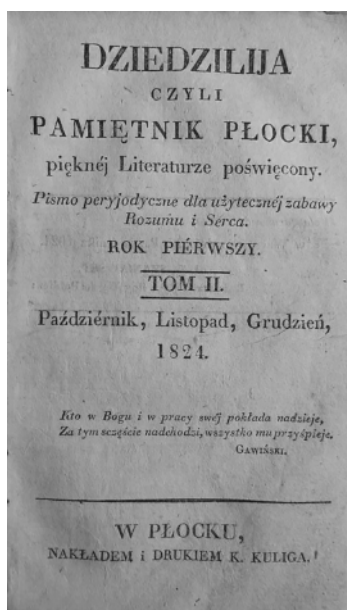 DZIEDZILIJA
CZYLI
PAMIĘTNIK PŁOCKI,
pięknéj Literaturze poświęcony.
Pismo peryjodyczne dla użytecznéj zabawy
Rozumu i Serca.
ROK PIÉRWSZY.
TOM II.
Paździérnik, Listopad, Grudzień,
1824.
Kto w Bogu i w pracy swéj pokłada nadzieje,
Za tym sczęście nadchodzi, wszystko mu przyśpieje.
GAWIŃSKI.
W PŁOCKU,
NAKŁADEM i DRUKIEM K. KULIGA.